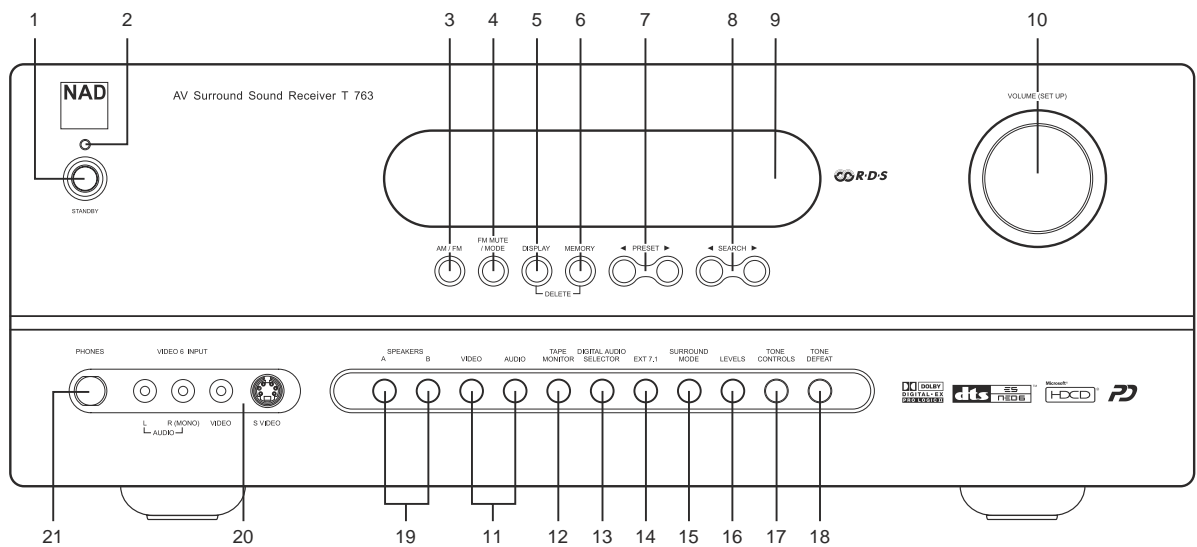 1 2 3 4 5 6 7 8 9 10
NAD
AV Surround Sound Receiver T 763
VOLUME (SET UP)
R·D·S
STANDBY
AM / FM
FM MUTE
/ MODE
DISPLAY
MEMORY
◄ PRESET ►
◄ SEARCH ►
DELETE
PHONES
VIDEO 6 INPUT
SPEAKERS
A B
VIDEO
AUDIO
TAPE
MONITOR
DIGITAL AUDIO
SELECTOR
EXT 7,1
SURROUND
MODE
LEVELS
TONE
CONTROLS
TONE
DEFEAT
L R (MONO)
AUDIO
VIDEO
S VIDEO
DOLBY
DIGITAL•EX
PRO LOGIC II
dts ES
NEO:6
Microsoft®
HDCD®
21 20 19 11 12 13 14 15 16 17 18